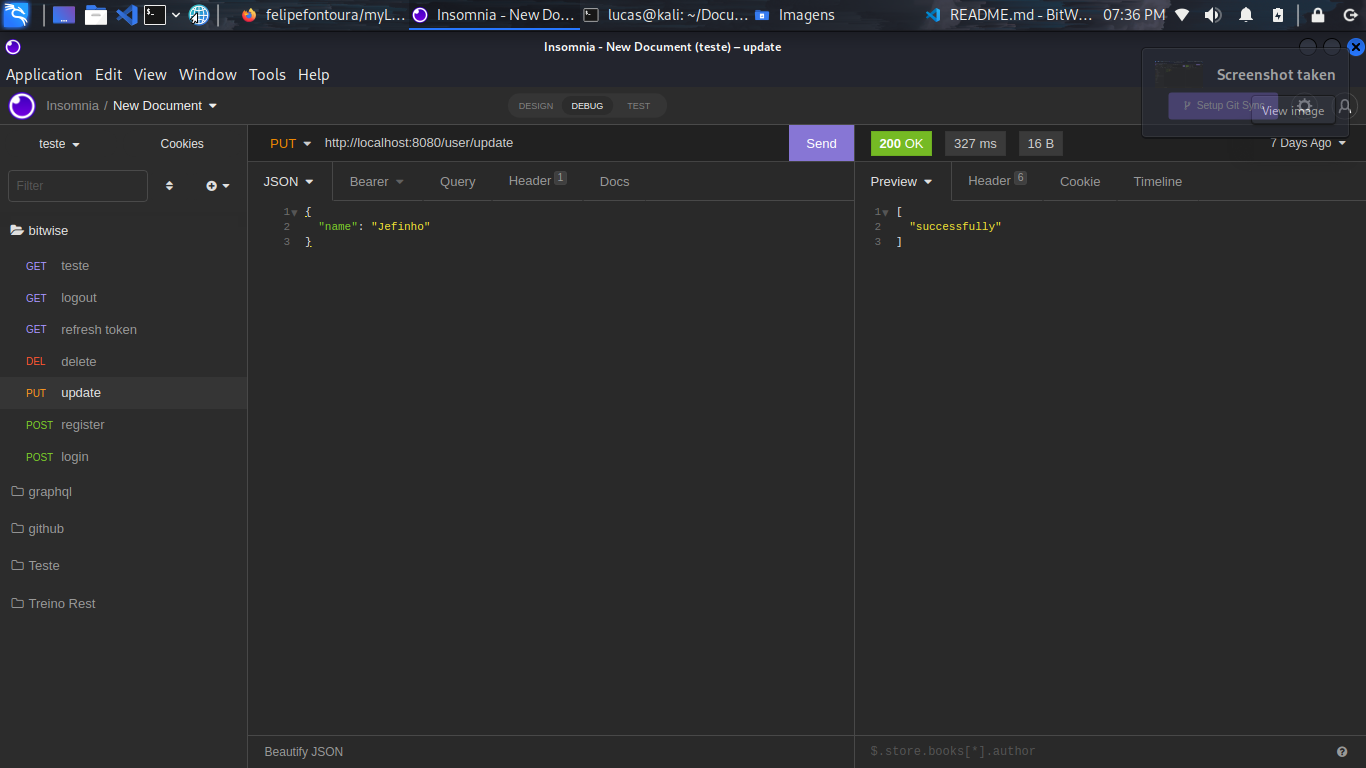 felipefontoura/myL...
Insomnia - New Do...
lucas@kali: ~/Docu...
Imagens
README.md - BitW...
07:36 PM
Insomnia - New Document (teste) – update
Application Edit View Window Tools Help
Screenshot taken
View image
Insomnia / New Document
DESIGN DEBUG TEST
Setup Git Sync
teste Cookies
PUT http://localhost:8080/user/update Send
200 OK 327 ms 16 B 7 Days Ago
Filter
JSON Bearer Query Header 1 Docs
Preview Header 6 Cookie Timeline
1 {
2 "name": "Jefinho"
3 }
1 [
2 "successfully"
3 ]
bitwise
GET teste
GET logout
GET refresh token
DEL delete
PUT update
POST register
POST login
graphql
github
Teste
Treino Rest
Beautify JSON
$.store.books[*].author